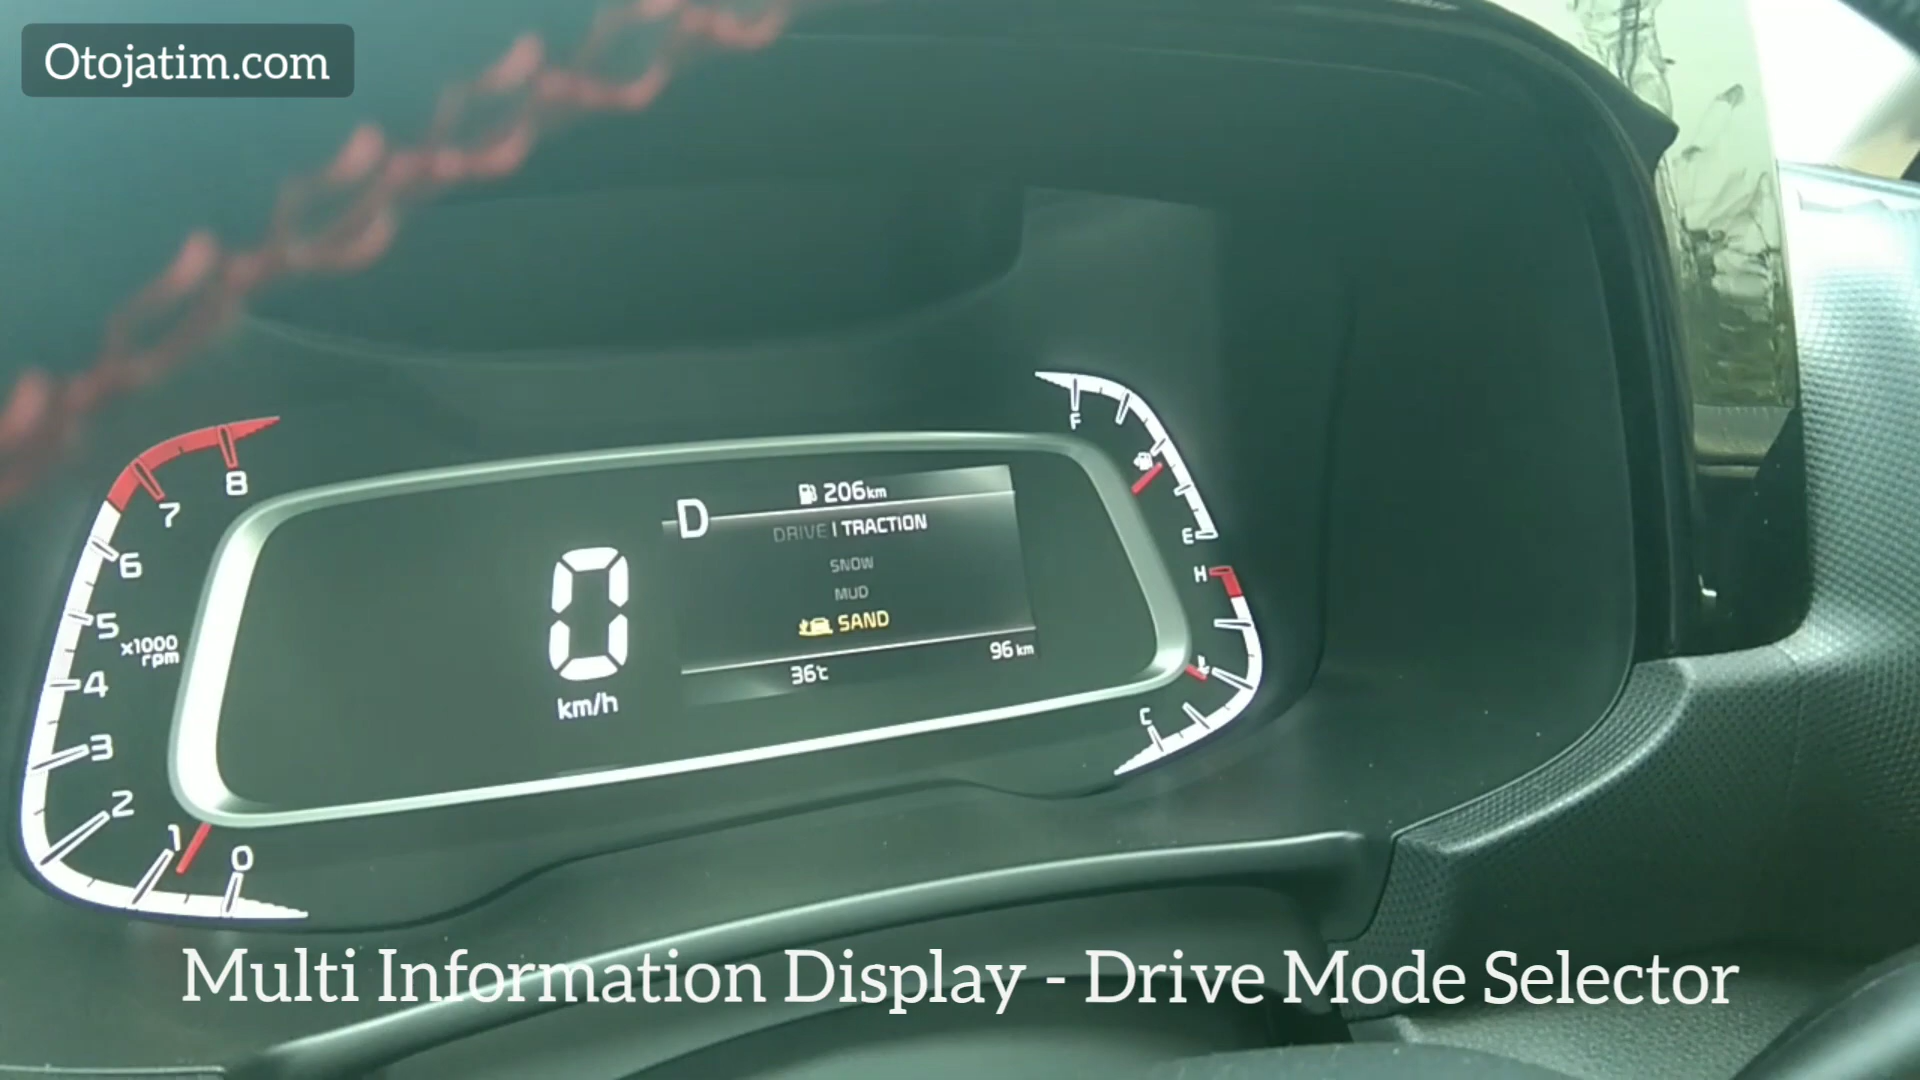 Otojatim.com
8
7
6
5
x1000
rpm
4
3
2
1
0
0
km/h
D
206km
DRIVE | TRACTION
SNOW
MUD
SAND
36℃
96 km
F
E
H
C
Multi Information Display - Drive Mode Selector